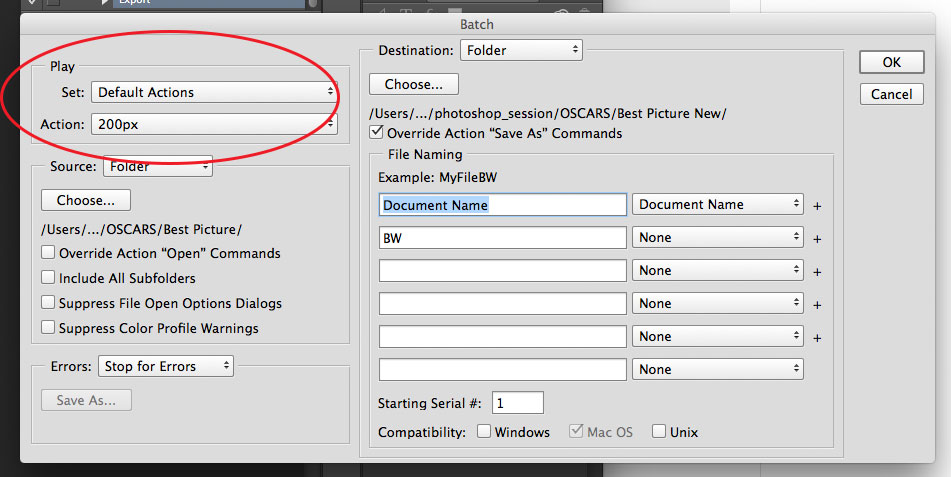 Export
Batch
Play
Set: Default Actions
Action: 200px
Source: Folder
Choose...
/Users/.../OSCARS/Best Picture/
Override Action “Open” Commands
Include All Subfolders
Suppress File Open Options Dialogs
Suppress Color Profile Warnings
Errors: Stop for Errors
Save As...
Destination: Folder
Choose...
/Users/.../photoshop_session/OSCARS/Best Picture New/
Override Action “Save As” Commands
File Naming
Example: MyFileBW
Document Name Document Name +
BW None +
None +
None +
None +
None
Starting Serial #: 1
Compatibility: Windows Mac OS Unix
OK
Cancel